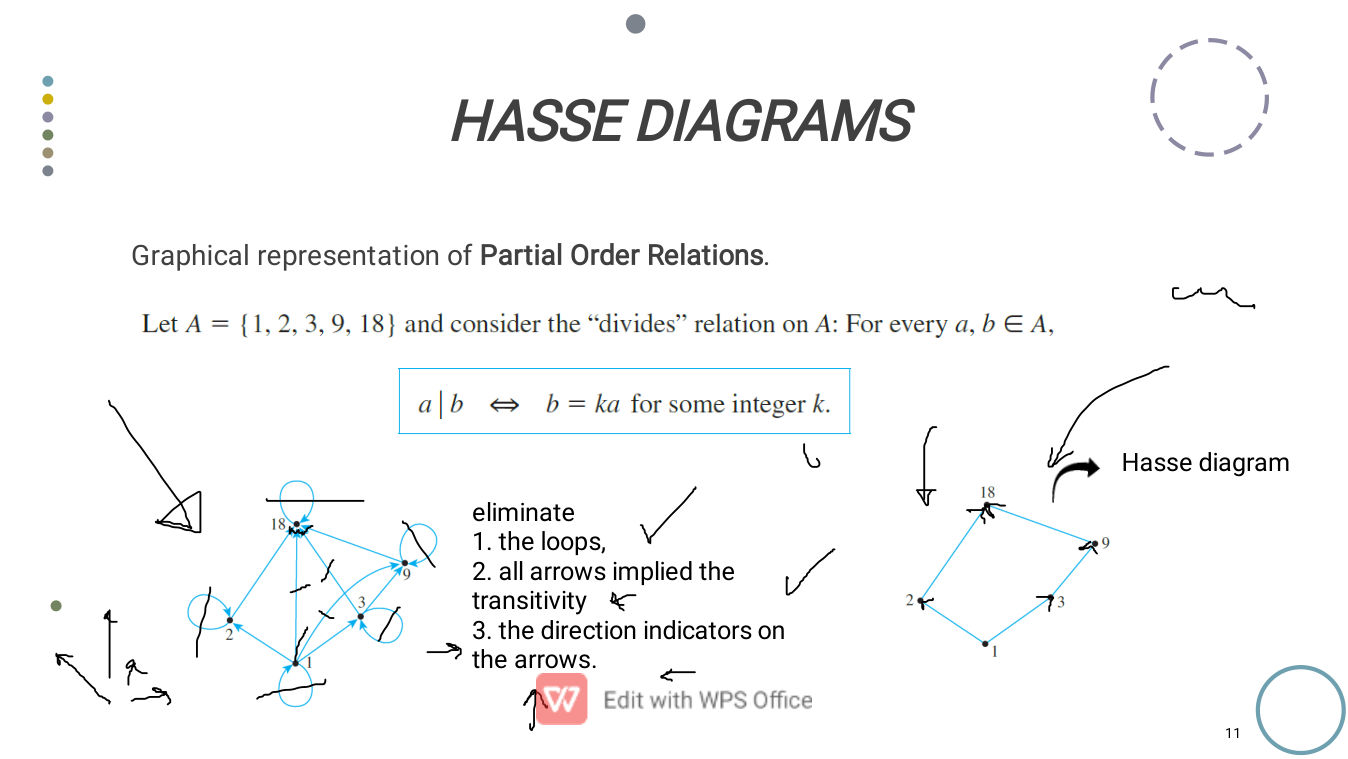 HASSE DIAGRAMS
Graphical representation of Partial Order Relations.
Let A = {1, 2, 3, 9, 18} and consider the “divides” relation on A: For every a, b ∈ A,
a | b ⇔ b = ka for some integer k.
Hasse diagram
18
9
3
2
1
eliminate
1. the loops,
2. all arrows implied the
transitivity
3. the direction indicators on
the arrows.
18
9
2
3
1
Edit with WPS Office
11